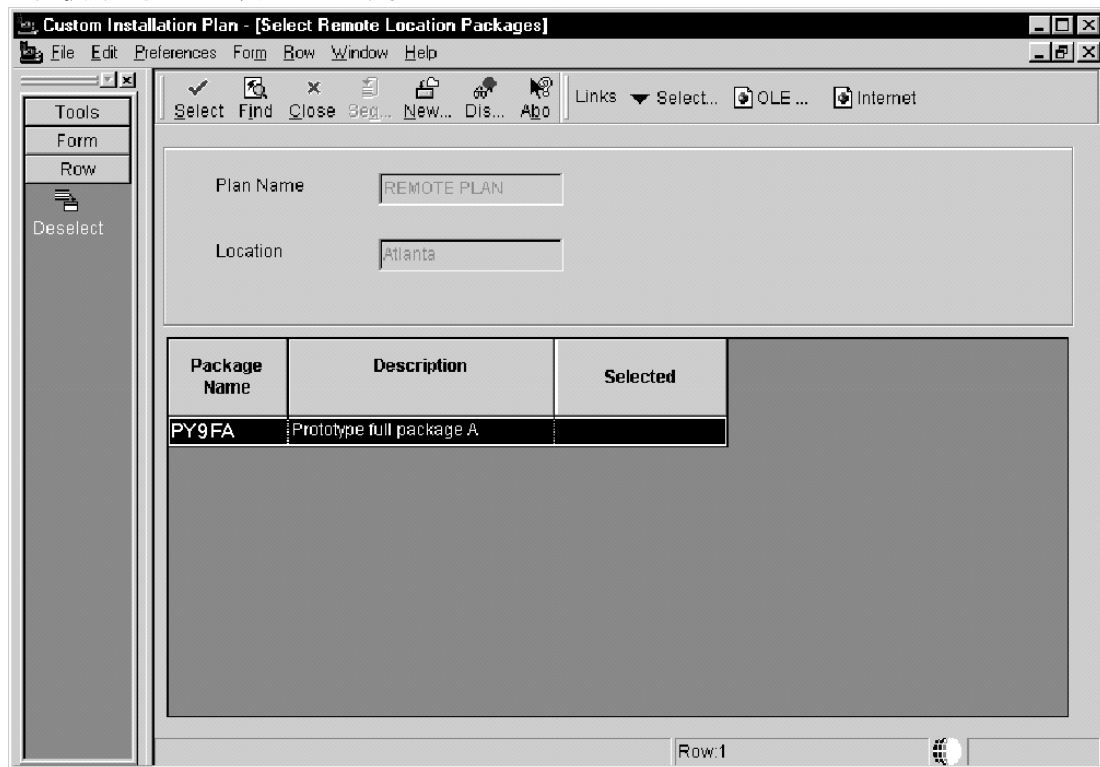 Custom Installation Plan - [Select Remote Location Packages]
File Edit Preferences Form Row Window Help
Tools
Form
Row
Deselect
Select Find Close Seq... New... Dis... Abo
Links Select... OLE ... Internet
Plan Name REMOTE PLAN
Location Atlanta
Package Name Description Selected
PY9FA Prototype full package A
Row:1